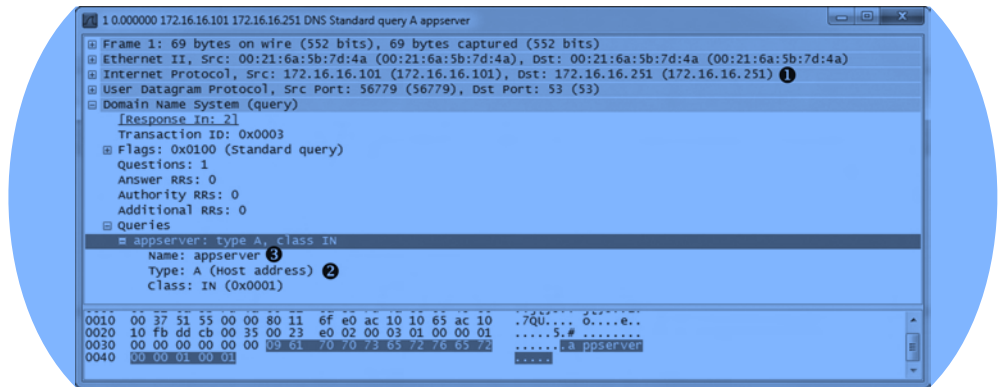 1 0.000000 172.16.16.101 172.16.16.251 DNS Standard query A appserver
Frame 1: 69 bytes on wire (552 bits), 69 bytes captured (552 bits)
Ethernet II, Src: 00:21:6a:5b:7d:4a (00:21:6a:5b:7d:4a), Dst: 00:21:6a:5b:7d:4a (00:21:6a:5b:7d:4a)
Internet Protocol, Src: 172.16.16.101 (172.16.16.101), Dst: 172.16.16.251 (172.16.16.251) ❶
User Datagram Protocol, Src Port: 56779 (56779), Dst Port: 53 (53)
Domain Name System (query)
[Response In: 2]
Transaction ID: 0x0003
Flags: 0x0100 (Standard query)
Questions: 1
Answer RRs: 0
Authority RRs: 0
Additional RRs: 0
Queries
appserver: type A, class IN
Name: appserver ❸
Type: A (Host address) ❷
Class: IN (0x0001)
0010 00 37 51 55 00 00 80 11 6f e0 ac 10 10 65 ac 10 .7QU.... o....e..
0020 10 fb dd cb 00 35 00 23 e0 02 00 03 01 00 00 01 .....5.# ........
0030 00 00 00 00 00 00 09 61 70 70 73 65 72 76 65 72 .......a ppserver
0040 00 00 01 00 01 .....